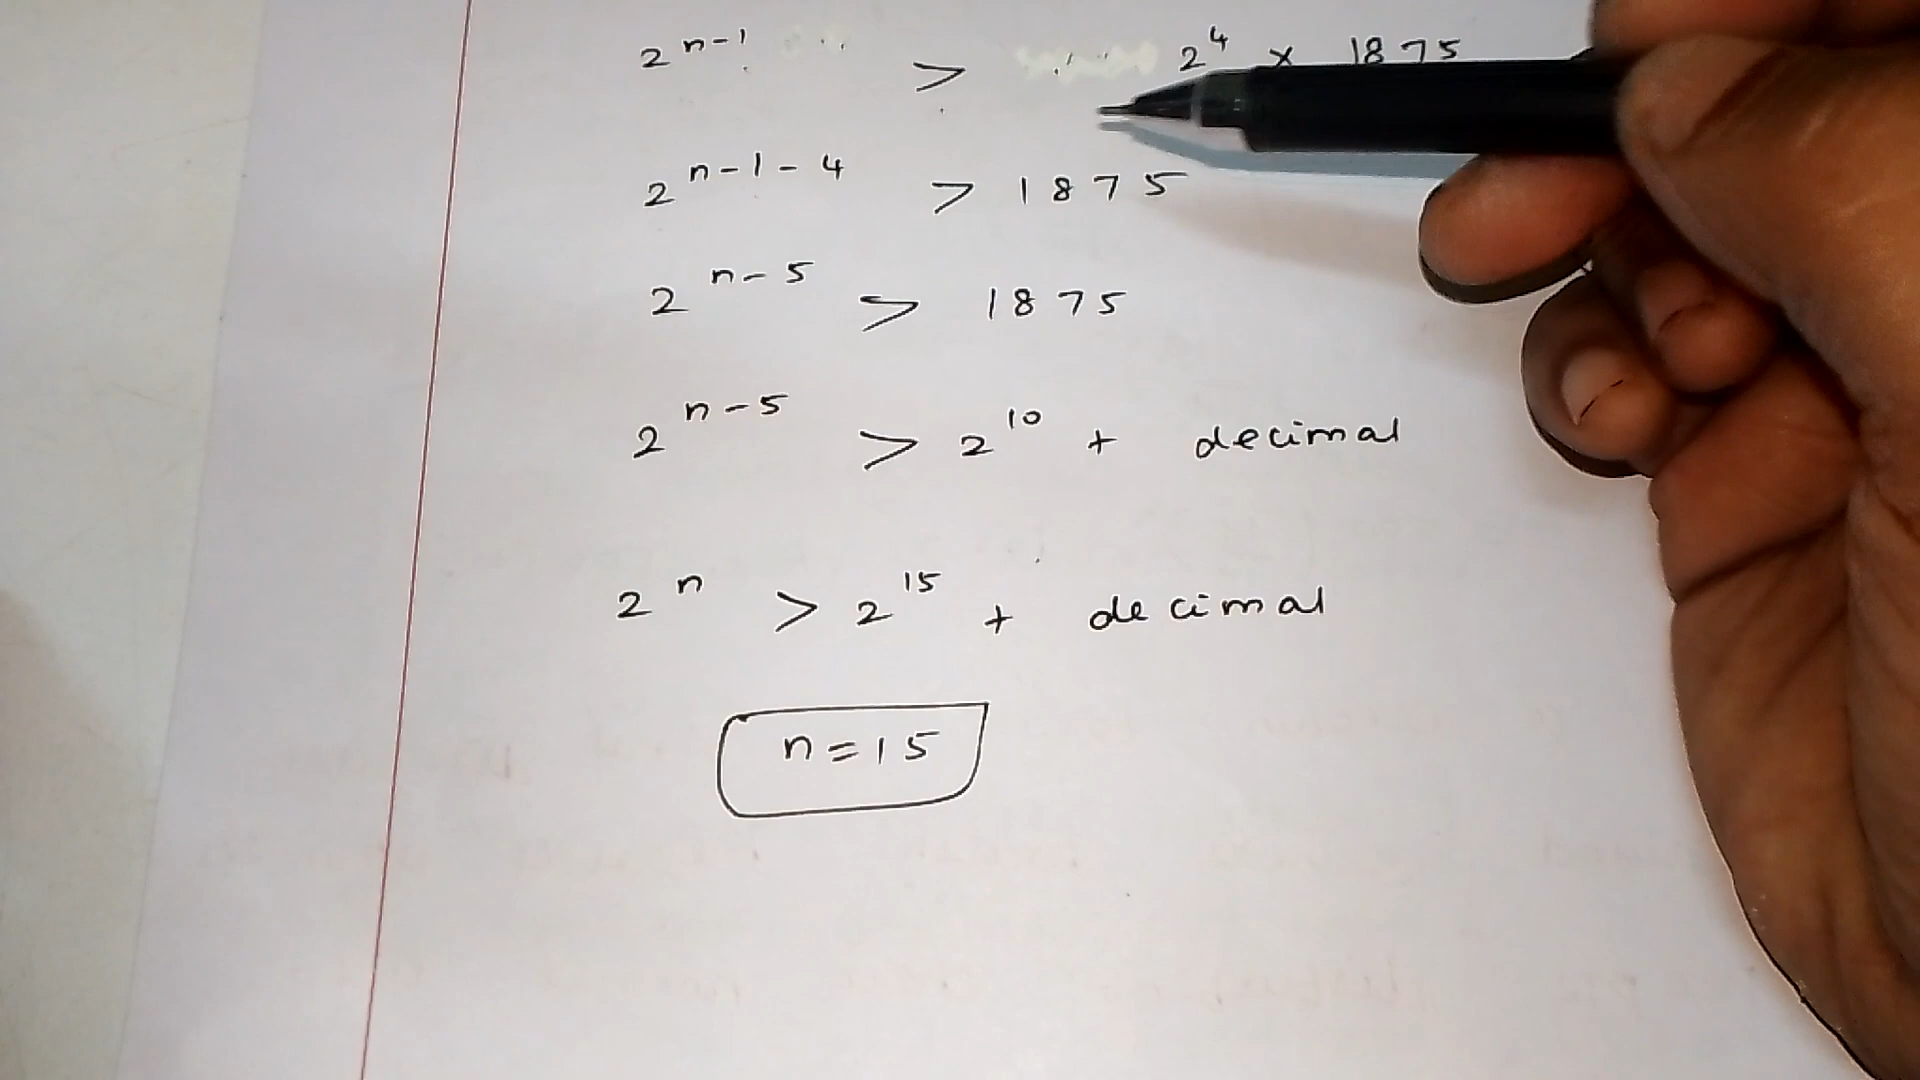 2^{n-1} > 2^4 × 1875
2^{n-1-4} > 1875
2^{n-5} > 1875
2^{n-5} > 2^{10} + decimal
2^n > 2^{15} + decimal
n=15